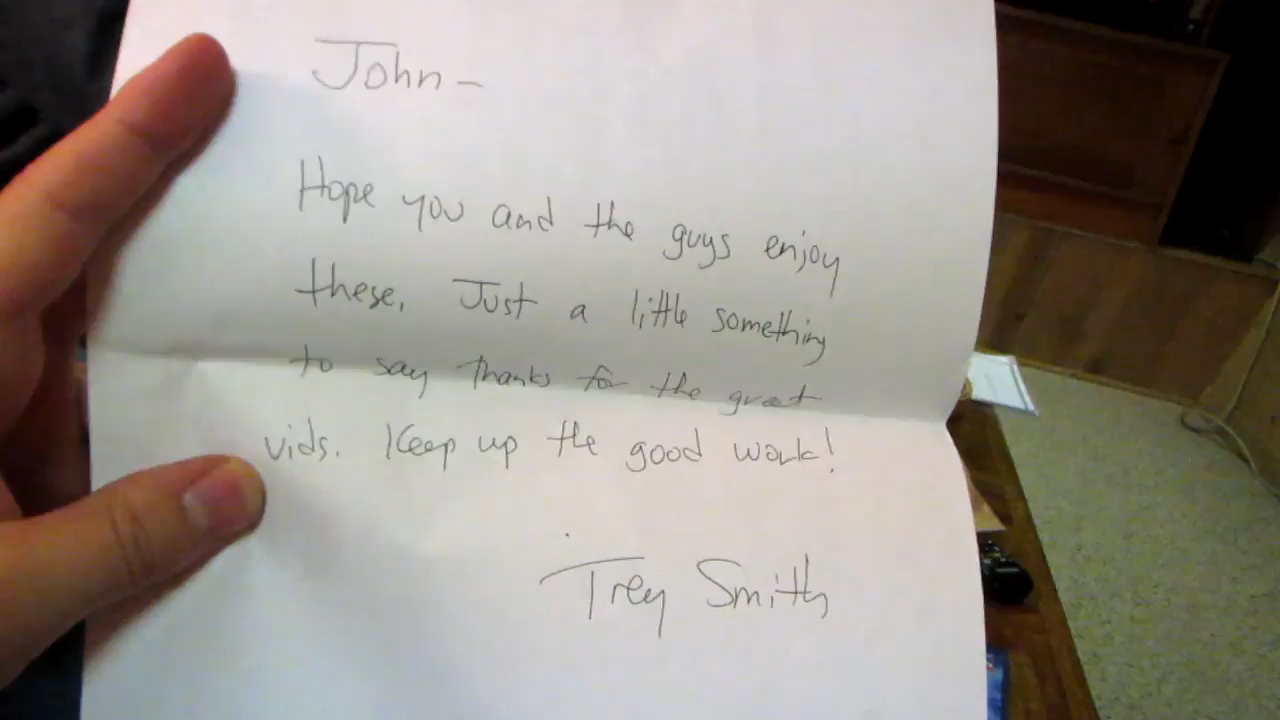 John -
Hope you and the guys enjoy
these. Just a little something
to say thanks for the great
vids. Keep up the good work!
Trey Smith